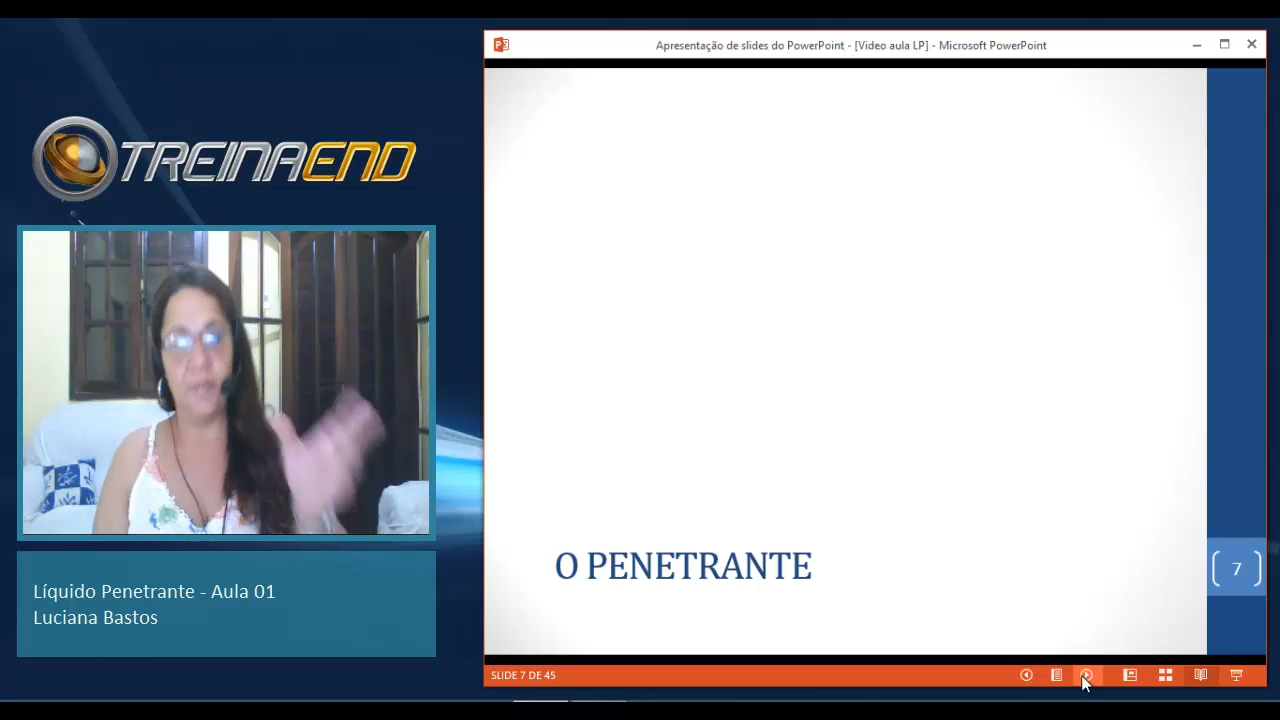 TREINAEND
Líquido Penetrante - Aula 01
Luciana Bastos
Apresentação de slides do PowerPoint - [Video aula LP] - Microsoft PowerPoint
O PENETRANTE
7
SLIDE 7 DE 45